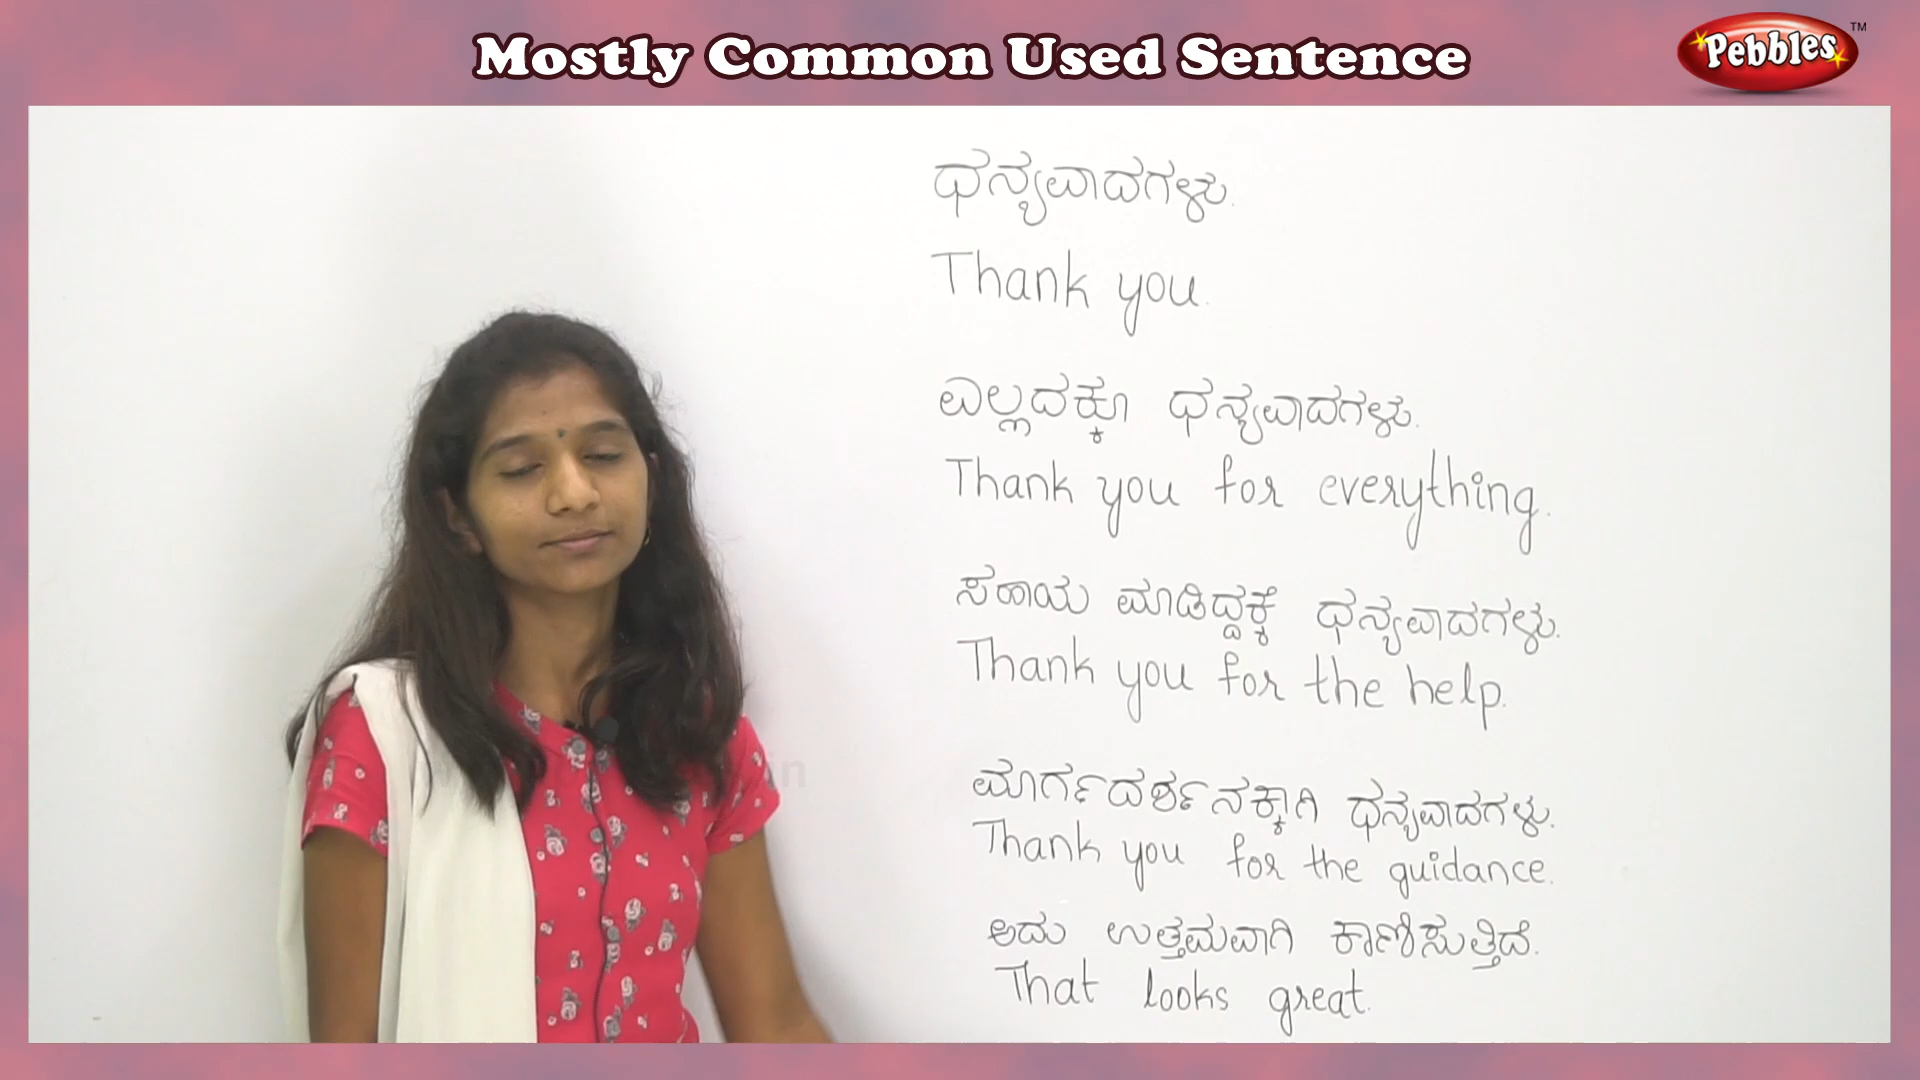 Mostly Common Used Sentence
Pebbles™
ಧನ್ಯವಾದಗಳು.
Thank you.
ಎಲ್ಲದಕ್ಕೂ ಧನ್ಯವಾದಗಳು.
Thank you for everything.
ಸಹಾಯ ಮಾಡಿದ್ದಕ್ಕೆ ಧನ್ಯವಾದಗಳು.
Thank you for the help.
ಮಾರ್ಗದರ್ಶನಕ್ಕಾಗಿ ಧನ್ಯವಾದಗಳು.
Thank you for the guidance.
ಅದು ಉತ್ತಮವಾಗಿ ಕಾಣಿಸುತ್ತಿದೆ.
That looks great.